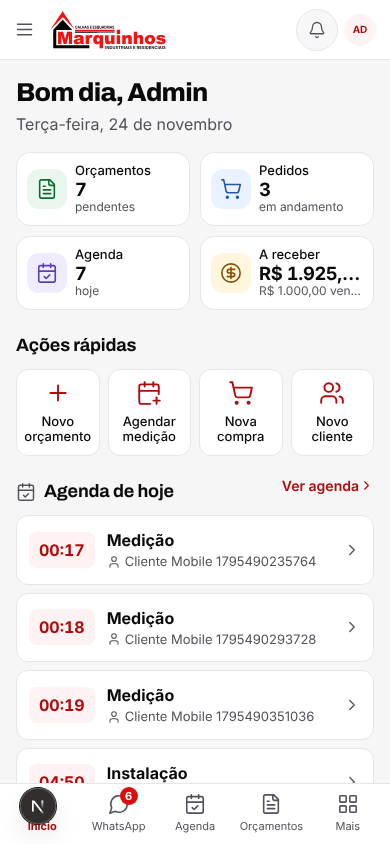 CALHAS E ESQUADRIAS
Marquinhos
INDUSTRIAIS E RESIDENCIAIS
AD
Bom dia, Admin
Terça-feira, 24 de novembro
Orçamentos
7
pendentes
Pedidos
3
em andamento
Agenda
7
hoje
A receber
R$ 1.925,...
R$ 1.000,00 ven...
Ações rápidas
Novo
orçamento
Agendar
medição
Nova
compra
Novo
cliente
Agenda de hoje
Ver agenda
00:17
Medição
Cliente Mobile 1795490235764
00:18
Medição
Cliente Mobile 1795490293728
00:19
Medição
Cliente Mobile 1795490351036
04:50
Instalação
N
6
Início
WhatsApp
Agenda
Orçamentos
Mais